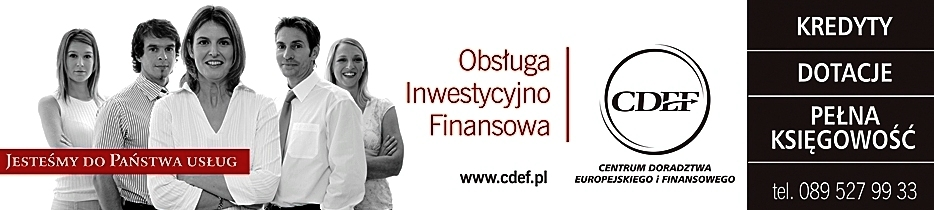 JESTEŚMY DO PAŃSTWA USŁUG
Obsługa
Inwestycyjno
Finansowa
www.cdef.pl
CDEF
CENTRUM DORADZTWA
EUROPEJSKIEGO i FINANSOWEGO
KREDYTY
DOTACJE
PEŁNA
KSIĘGOWOŚĆ
tel. 089 527 99 33